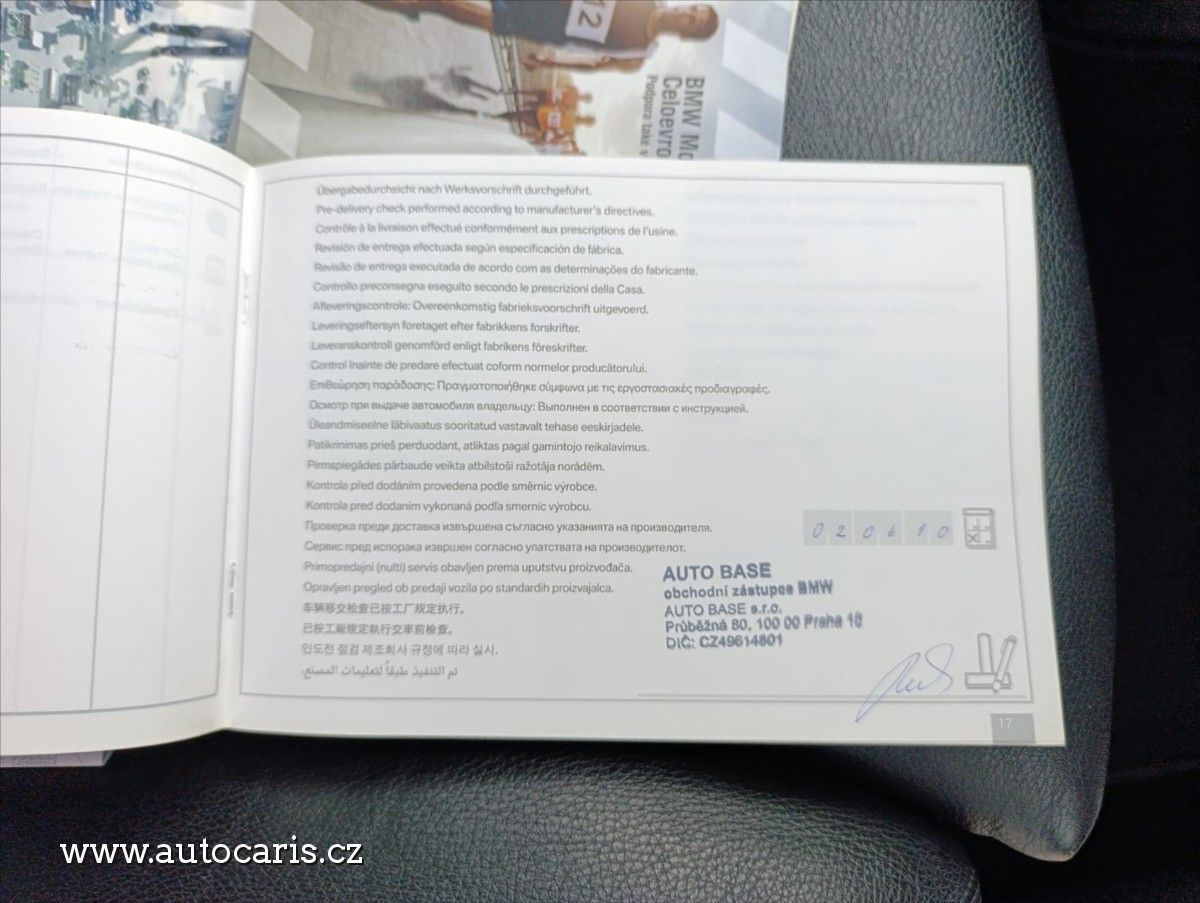 12
BMW Mo
Celoevro
Podpora také v
Übergabedurchsicht nach Werksvorschrift durchgeführt.
Pre-delivery check performed according to manufacturer's directives.
Contrôle à la livraison effectué conformément aux prescriptions de l'usine.
Revisión de entrega efectuada según especificación de fábrica.
Revisão de entrega executada de acordo com as determinações do fabricante.
Controllo preconsegna eseguito secondo le prescrizioni della Casa.
Afleveringscontrole: Overeenkomstig fabrieksvoorschrift uitgevoerd.
Leveringseftersyn foretaget efter fabrikkens forskrifter.
Leveranskontroll genomförd enligt fabrikens föreskrifter.
Control înainte de predare efectuat coform normelor producătorului.
Επιθεώρηση παράδοσης: Πραγματοποιήθηκε σύμφωνα με τις εργοστασιακές προδιαγραφές.
Осмотр при выдаче автомобиля владельцу: Выполнен в соответствии с инструкцией.
Üleandmiseelne läbivaatus sooritatud vastavalt tehase eeskirjadele.
Patikrinimas prieš perduodant, atliktas pagal gamintojo reikalavimus.
Pirmspiegādes pārbaude veikta atbilstoši ražotāja norādēm.
Kontrola před dodáním provedena podle směrnic výrobce.
Kontrola pred dodaním vykonaná podľa smerníc výrobcu.
Проверка преди доставка извършена съгласно указанията на производителя.
Сервис пред испорака извршен согласно упатствата на производителот.
Primopredajni (nulti) servis obavljen prema uputstvu proizvođača.
Opravljen pregled ob predaji vozila po standardih proizvajalca.
车辆移交检查已按工厂规定执行。
已按工廠規定執行交車前檢查。
인도전 점검 제조회사 규정에 따라 실시.
تم التنفيذ طبقاً لتعليمات المصنع.
0 2 0 6 1 0
AUTO BASE
obchodní zástupce BMW
AUTO BASE s.r.o.
Průběžná 80, 100 00 Praha 10
DIČ: CZ49614801
17
www.autocaris.cz